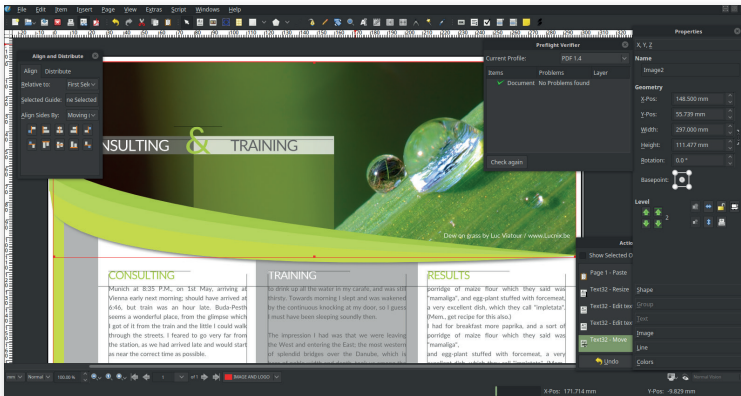 File Edit Item Insert Page View Extras Script Windows Help
Align and Distribute
Align Distribute
Relative to: First Sele
Selected Guide: ne Selected
Align Sides By: Moving (
Preflight Verifier
Current Profile: PDF 1.4
Items Problems Layer
Document No Problems found
Check again
Properties
X, Y, Z
Name
Image2
Geometry
X-Pos: 148.500 mm
Y-Pos: 55.739 mm
Width: 297.000 mm
Height: 111.477 mm
Rotation: 0.0 °
Basepoint:
Level
2
NSULTING & TRAINING
Dew on grass by Luc Viatour / www.Lucnix.be
CONSULTING
Munich at 8:35 P.M., on 1st May, arriving at
Vienna early next morning; should have arrived at
6:46, but train was an hour late. Buda-Pesth
seems a wonderful place, from the glimpse which
I got of it from the train and the little I could walk
through the streets. I feared to go very far from
the station, as we had arrived late and would start
as near the correct time as possible.
TRAINING
to drink up all the water in my carafe, and was still
thirsty. Towards morning I slept and was wakened
by the continuous knocking at my door, so I guess
I must have been sleeping soundly then.
The impression I had was that we were leaving
the West and entering the East; the most western
of splendid bridges over the Danube, which is
RESULTS
porridge of maize flour which they said was
"mamaliga", and egg-plant stuffed with forcemeat,
a very excellent dish, which they call "impletata".
(Mem., get recipe for this also.)
I had for breakfast more paprika, and a sort of
porridge of maize flour which they said was
"mamaliga",
and egg-plant stuffed with forcemeat, a very
Actio
Show Selected O
Page 1 - Paste
Text32 - Resize
Text32 - Edit tex
Text32 - Edit tex
Text32 - Move
Undo
Shape
Group
Text
Image
Line
Colors
mm Normal 100.00 % 1 of 1 IMAGE AND LOGO
Normal Vision
X-Pos: 171.714 mm Y-Pos: -9.829 mm